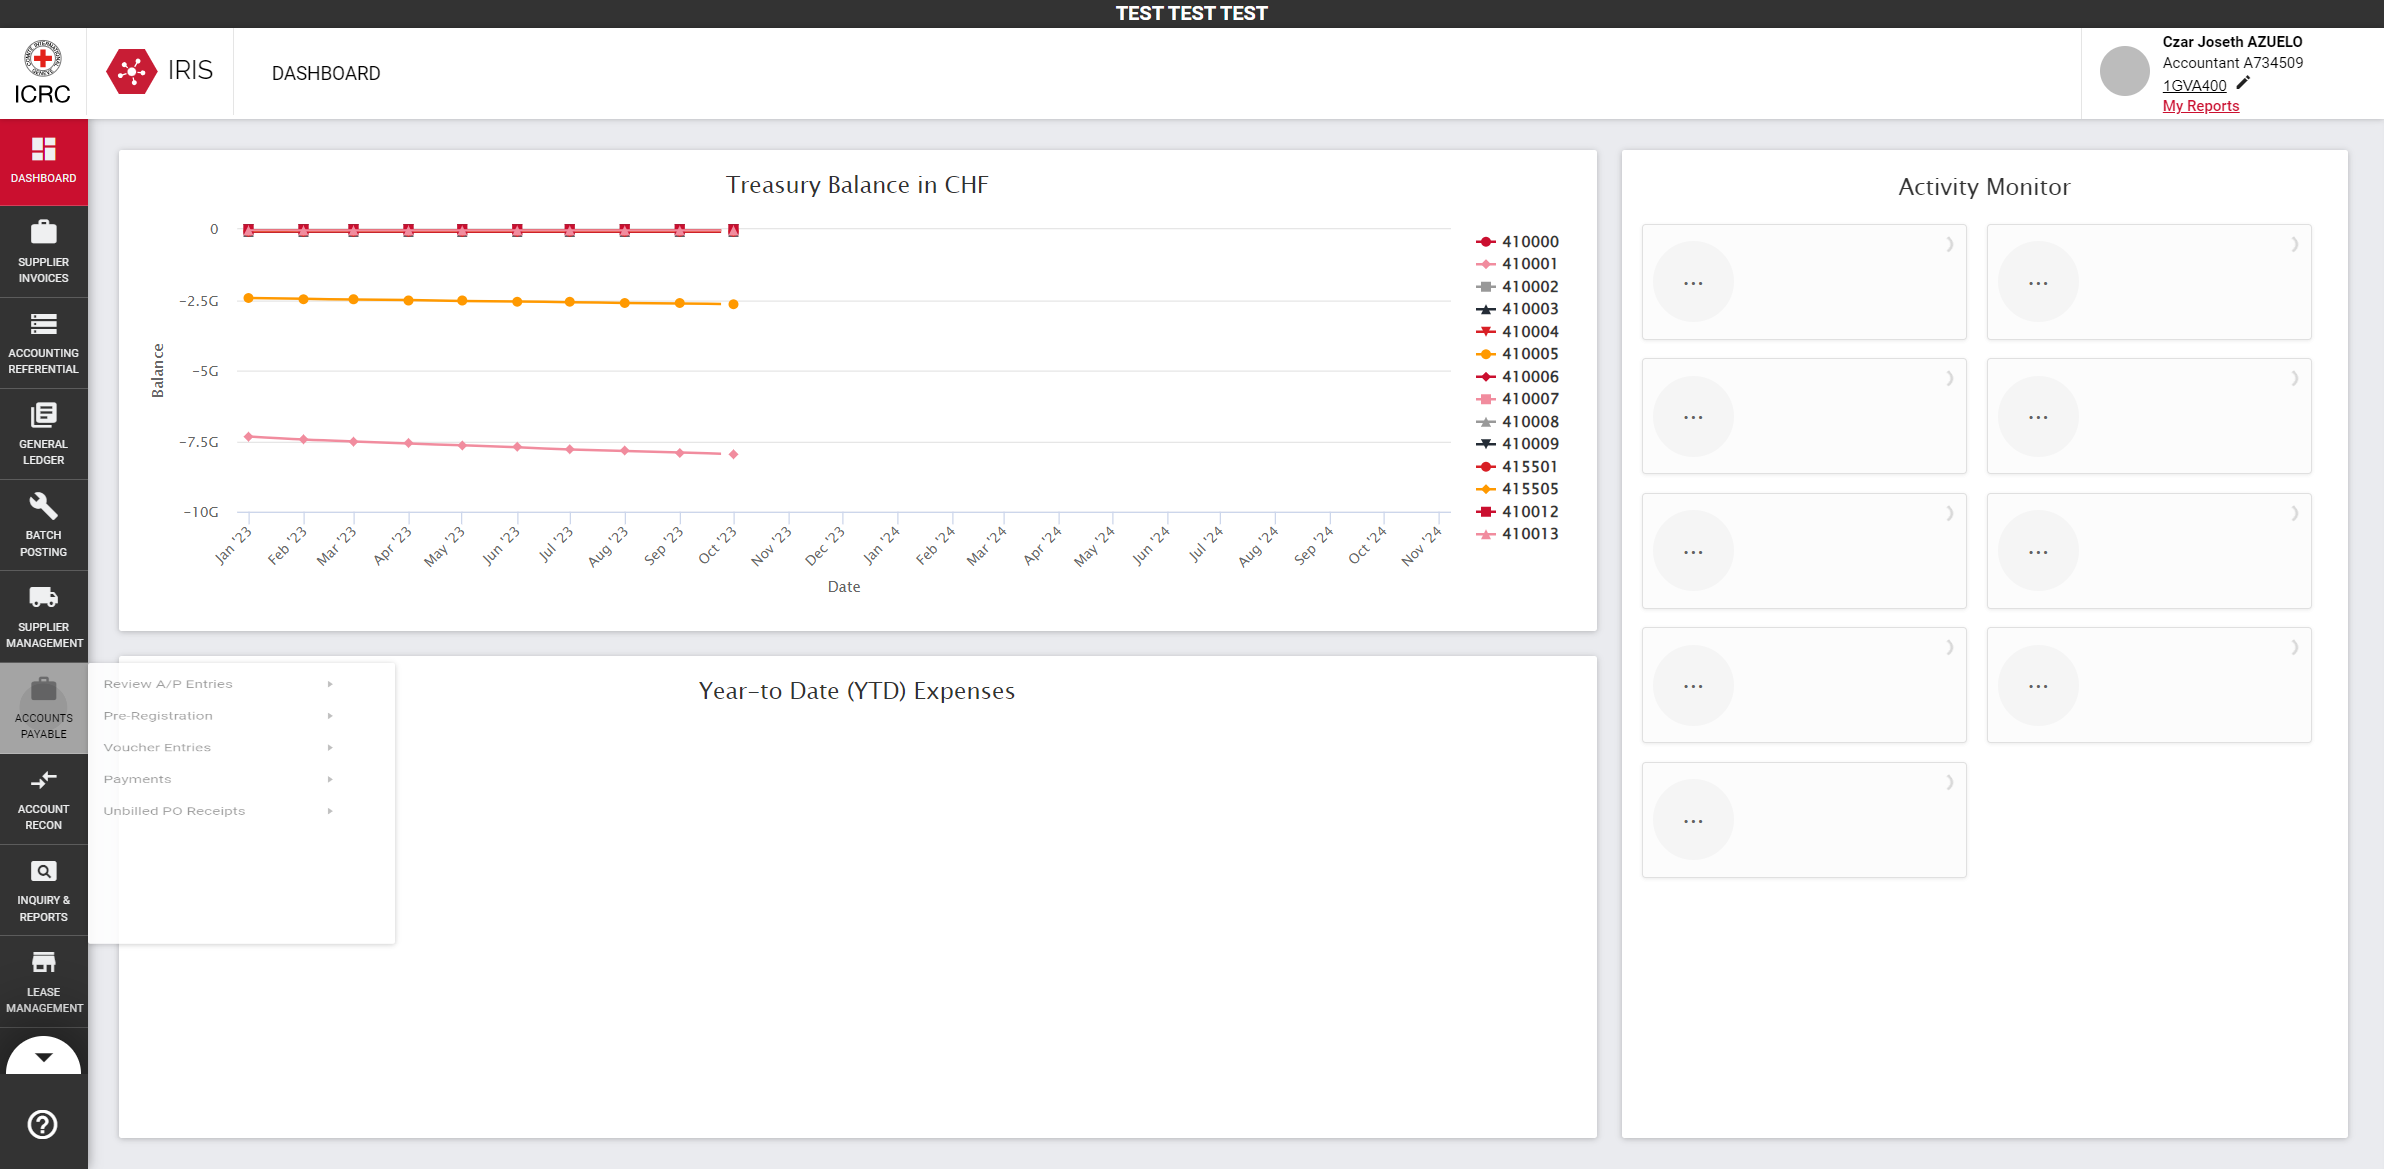 TEST TEST TEST
COMITE INTERNATIONAL GENEVE
ICRC
IRIS
DASHBOARD
Czar Joseth AZUELO
Accountant A734509
1GVA400
My Reports
DASHBOARD
SUPPLIER
INVOICES
ACCOUNTING
REFERENTIAL
GENERAL
LEDGER
BATCH
POSTING
SUPPLIER
MANAGEMENT
ACCOUNTS
PAYABLE
ACCOUNT
RECON
INQUIRY &
REPORTS
LEASE
MANAGEMENT
Review A/P Entries
Pre-Registration
Voucher Entries
Payments
Unbilled PO Receipts
Treasury Balance in CHF
0
−2.5G
−5G
−7.5G
−10G
Balance
Jan '23
Feb '23
Mar '23
Apr '23
May '23
Jun '23
Jul '23
Aug '23
Sep '23
Oct '23
Nov '23
Dec '23
Jan '24
Feb '24
Mar '24
Apr '24
May '24
Jun '24
Jul '24
Aug '24
Sep '24
Oct '24
Nov '24
Date
410000
410001
410002
410003
410004
410005
410006
410007
410008
410009
415501
415505
410012
410013
Year-to Date (YTD) Expenses
Activity Monitor
...
...
...
...
...
...
...
...
...